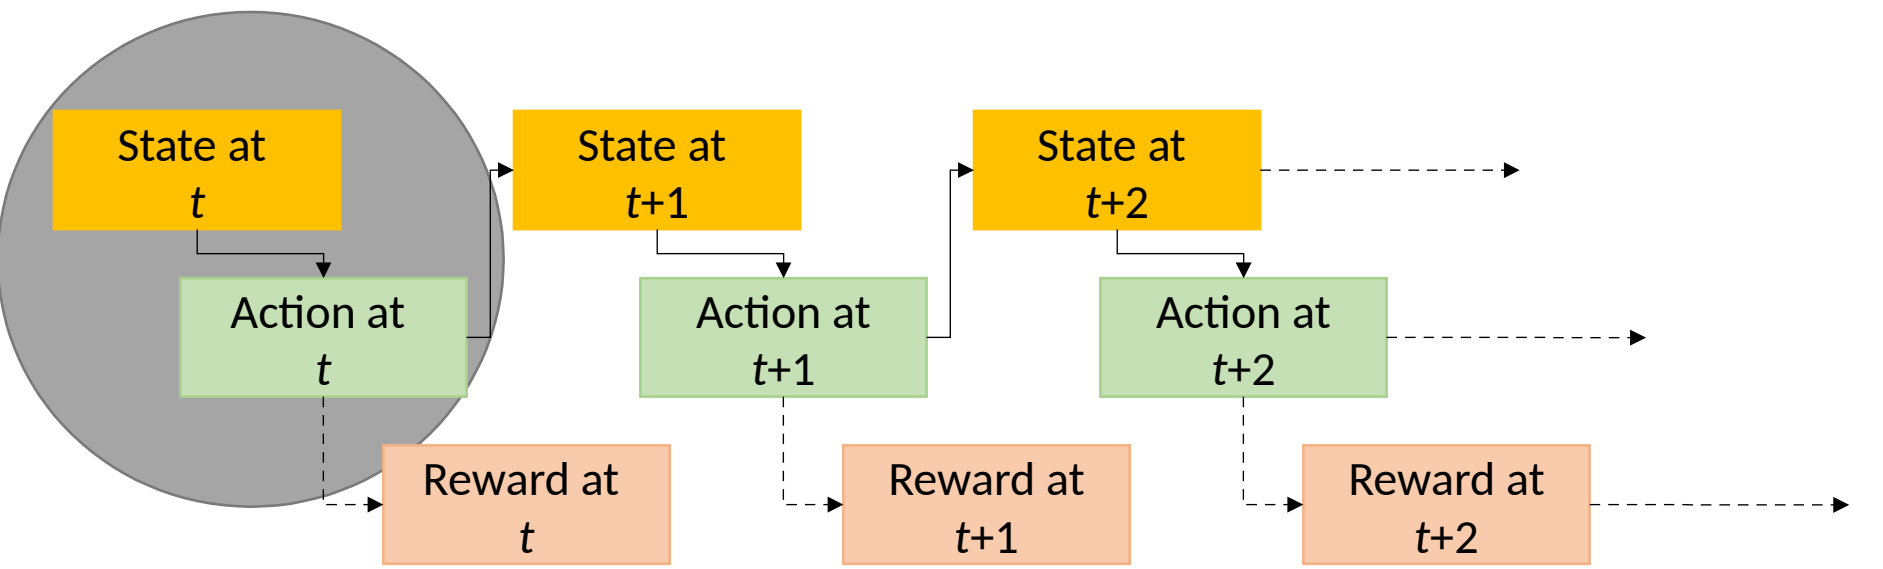 State at
t
State at
t+1
State at
t+2
Action at
t
Action at
t+1
Action at
t+2
Reward at
t
Reward at
t+1
Reward at
t+2